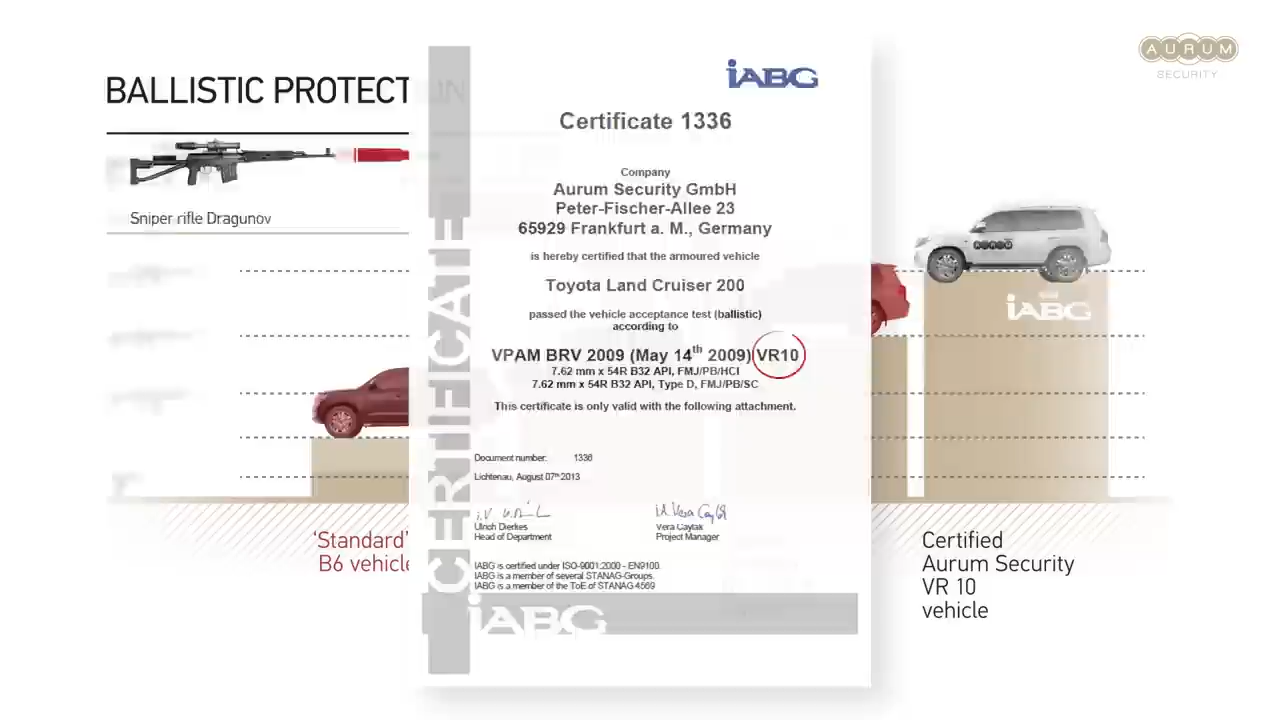 AURUM
SECURITY
BALLISTIC PROTECT
Sniper rifle Dragunov
AURUM
iABG
'Standard'
B6 vehicle
Certified
Aurum Security
VR 10
vehicle
CERTIFICATE
iABG
Certificate 1336
Company
Aurum Security GmbH
Peter-Fischer-Allee 23
65929 Frankfurt a. M., Germany
is hereby certified that the armoured vehicle
Toyota Land Cruiser 200
passed the vehicle acceptance test (ballistic)
according to
VPAM BRV 2009 (May 14th 2009) VR10
7.62 mm x 54R B32 API, FMJ/PB/HCI
7.62 mm x 54R B32 API, Type D, FMJ/PB/SC
This certificate is only valid with the following attachment.
Document number: 1336
Lichtenau, August 07th 2013
Ulrich Dierkes
Head of Department
Vera Caytak
Project Manager
IABG is certified under ISO-9001:2000 - EN9100.
IABG is a member of several STANAG-Groups.
IABG is a member of the ToE of STANAG 4569
iABG